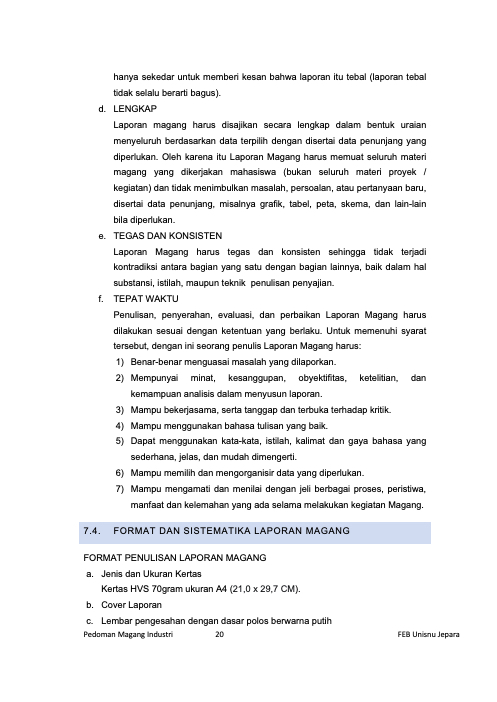 hanya sekedar untuk memberi kesan bahwa laporan itu tebal (laporan tebal
tidak selalu berarti bagus).
d. LENGKAP
Laporan magang harus disajikan secara lengkap dalam bentuk uraian
menyeluruh berdasarkan data terpilih dengan disertai data penunjang yang
diperlukan. Oleh karena itu Laporan Magang harus memuat seluruh materi
magang yang dikerjakan mahasiswa (bukan seluruh materi proyek /
kegiatan) dan tidak menimbulkan masalah, persoalan, atau pertanyaan baru,
disertai data penunjang, misalnya grafik, tabel, peta, skema, dan lain-lain
bila diperlukan.
e. TEGAS DAN KONSISTEN
Laporan Magang harus tegas dan konsisten sehingga tidak terjadi
kontradiksi antara bagian yang satu dengan bagian lainnya, baik dalam hal
substansi, istilah, maupun teknik penulisan penyajian.
f. TEPAT WAKTU
Penulisan, penyerahan, evaluasi, dan perbaikan Laporan Magang harus
dilakukan sesuai dengan ketentuan yang berlaku. Untuk memenuhi syarat
tersebut, dengan ini seorang penulis Laporan Magang harus:
1) Benar-benar menguasai masalah yang dilaporkan.
2) Mempunyai minat, kesanggupan, obyektifitas, ketelitian, dan
kemampuan analisis dalam menyusun laporan.
3) Mampu bekerjasama, serta tanggap dan terbuka terhadap kritik.
4) Mampu menggunakan bahasa tulisan yang baik.
5) Dapat menggunakan kata-kata, istilah, kalimat dan gaya bahasa yang
sederhana, jelas, dan mudah dimengerti.
6) Mampu memilih dan mengorganisir data yang diperlukan.
7) Mampu mengamati dan menilai dengan jeli berbagai proses, peristiwa,
manfaat dan kelemahan yang ada selama melakukan kegiatan Magang.
7.4. FORMAT DAN SISTEMATIKA LAPORAN MAGANG
FORMAT PENULISAN LAPORAN MAGANG
a. Jenis dan Ukuran Kertas
Kertas HVS 70gram ukuran A4 (21,0 x 29,7 CM).
b. Cover Laporan
c. Lembar pengesahan dengan dasar polos berwarna putih
Pedoman Magang Industri 20 FEB Unisnu Jepara